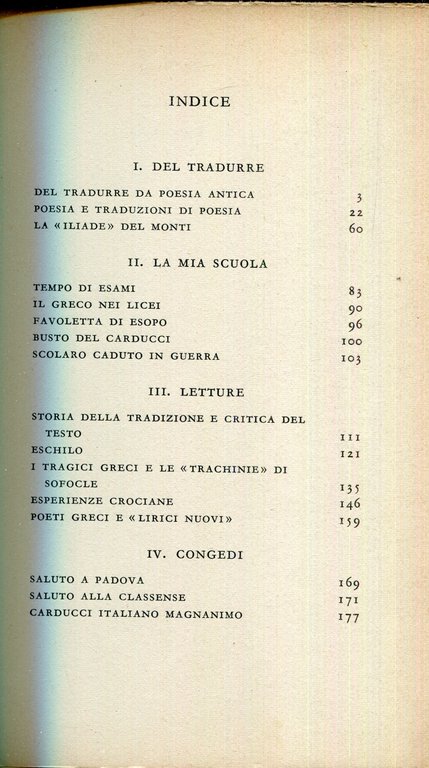 INDICE
I. DEL TRADURRE
DEL TRADURRE DA POESIA ANTICA 3
POESIA E TRADUZIONI DI POESIA 22
LA «ILIADE» DEL MONTI 60
II. LA MIA SCUOLA
TEMPO DI ESAMI 83
IL GRECO NEI LICEI 90
FAVOLETTA DI ESOPO 96
BUSTO DEL CARDUCCI 100
SCOLARO CADUTO IN GUERRA 103
III. LETTURE
STORIA DELLA TRADIZIONE E CRITICA DEL
TESTO 111
ESCHILO 121
I TRAGICI GRECI E LE «TRACHINIE» DI
SOFOCLE 135
ESPERIENZE CROCIANE 146
POETI GRECI E «LIRICI NUOVI» 159
IV. CONGEDI
SALUTO A PADOVA 169
SALUTO ALLA CLASSENSE 171
CARDUCCI ITALIANO MAGNANIMO 177